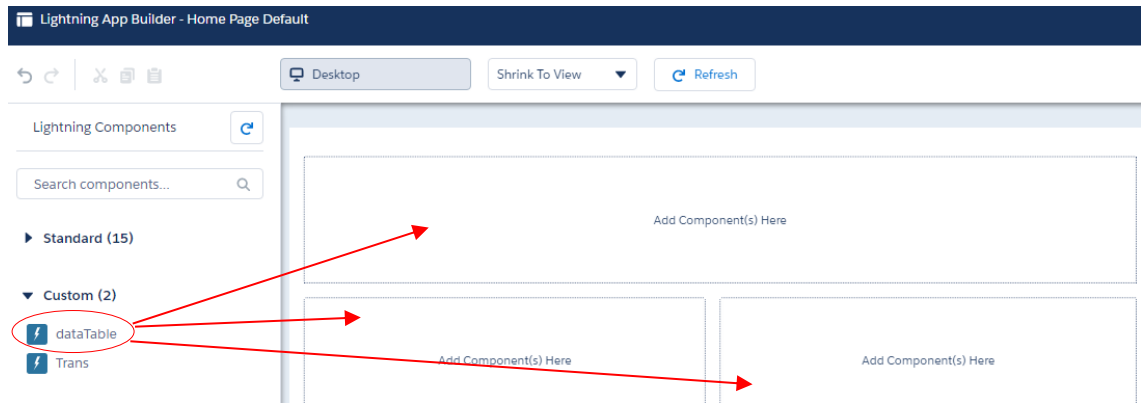 Lightning App Builder - Home Page Default
Desktop
Shrink To View
Refresh
Lightning Components
Search components...
Standard (15)
Custom (2)
dataTable
Trans
Add Component(s) Here
Add Component(s) Here
Add Component(s) Here